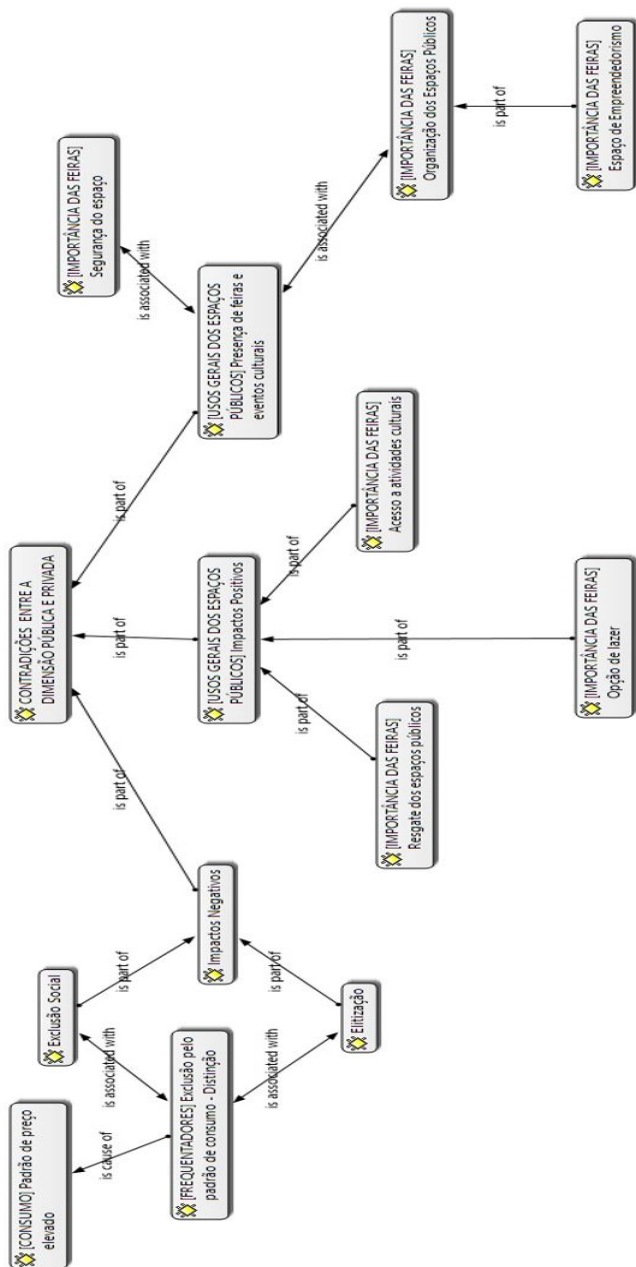 [CONSUMO] Padrão de preço
elevado
is cause of
[FREQUENTADORES] Exclusão pelo
padrão de consumo - Distinção
is associated with
Exclusão Social
is associated with
Elitização
is part of
is part of
Impactos Negativos
is part of
CONTRADIÇÕES ENTRE A
DIMENSÃO PÚBLICA E PRIVADA
is part of
[USOS GERAIS DOS ESPAÇOS
PÚBLICOS] Impactos Positivos
is part of
[IMPORTÂNCIA DAS FEIRAS]
Resgate dos espaços públicos
is part of
[IMPORTÂNCIA DAS FEIRAS]
Opção de lazer
is part of
[IMPORTÂNCIA DAS FEIRAS]
Acesso a atividades culturais
is part of
[USOS GERAIS DOS ESPAÇOS
PÚBLICOS] Presença de feiras e
eventos culturais
is associated with
[IMPORTÂNCIA DAS FEIRAS]
Segurança do espaço
is associated with
[IMPORTÂNCIA DAS FEIRAS]
Organização dos Espaços Públicos
is part of
[IMPORTÂNCIA DAS FEIRAS]
Espaço de Empreendedorismo